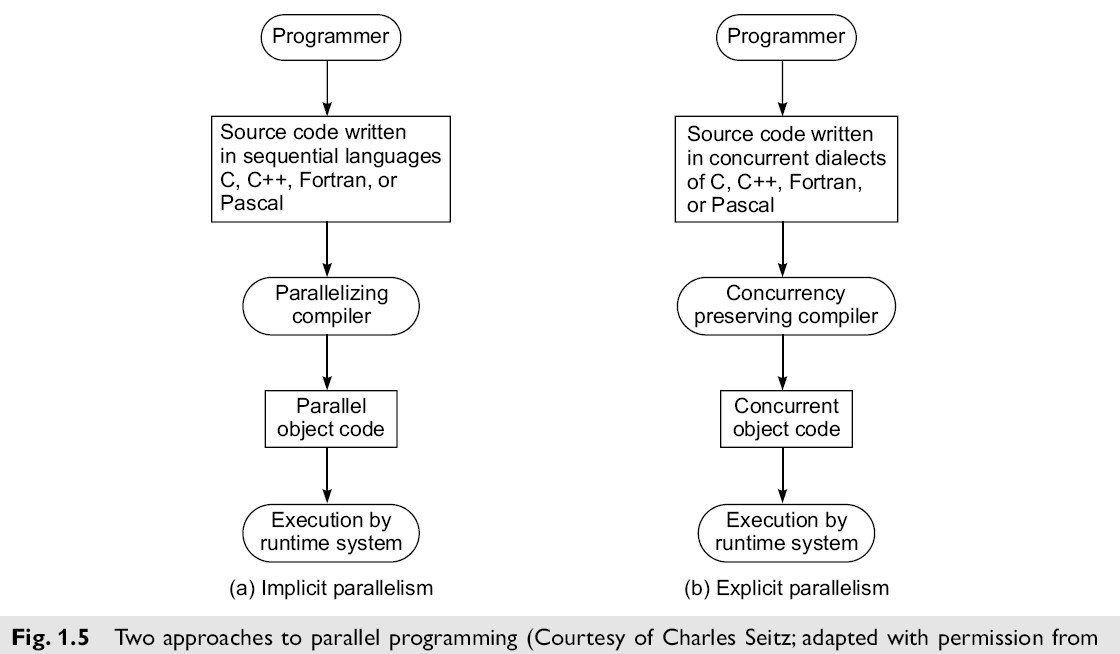 Programmer
Source code written
in sequential languages
C, C++, Fortran, or
Pascal
Parallelizing
compiler
Parallel
object code
Execution by
runtime system
(a) Implicit parallelism
Programmer
Source code written
in concurrent dialects
of C, C++, Fortran,
or Pascal
Concurrency
preserving compiler
Concurrent
object code
Execution by
runtime system
(b) Explicit parallelism
Fig. 1.5 Two approaches to parallel programming (Courtesy of Charles Seitz; adapted with permission from